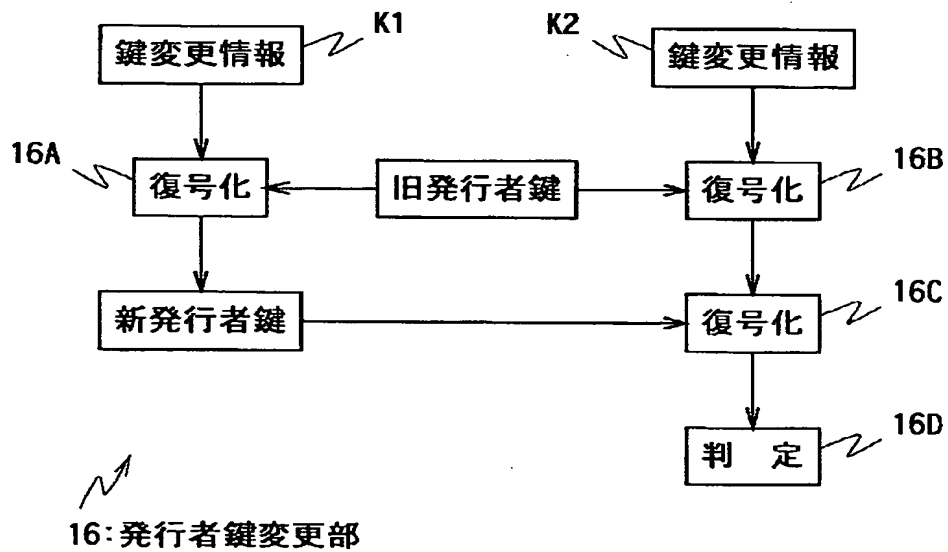 K1
K2
鍵変更情報
鍵変更情報
16A
復号化
旧発行者鍵
復号化
16B
新発行者鍵
復号化
16C
判 定
16D
16:発行者鍵変更部